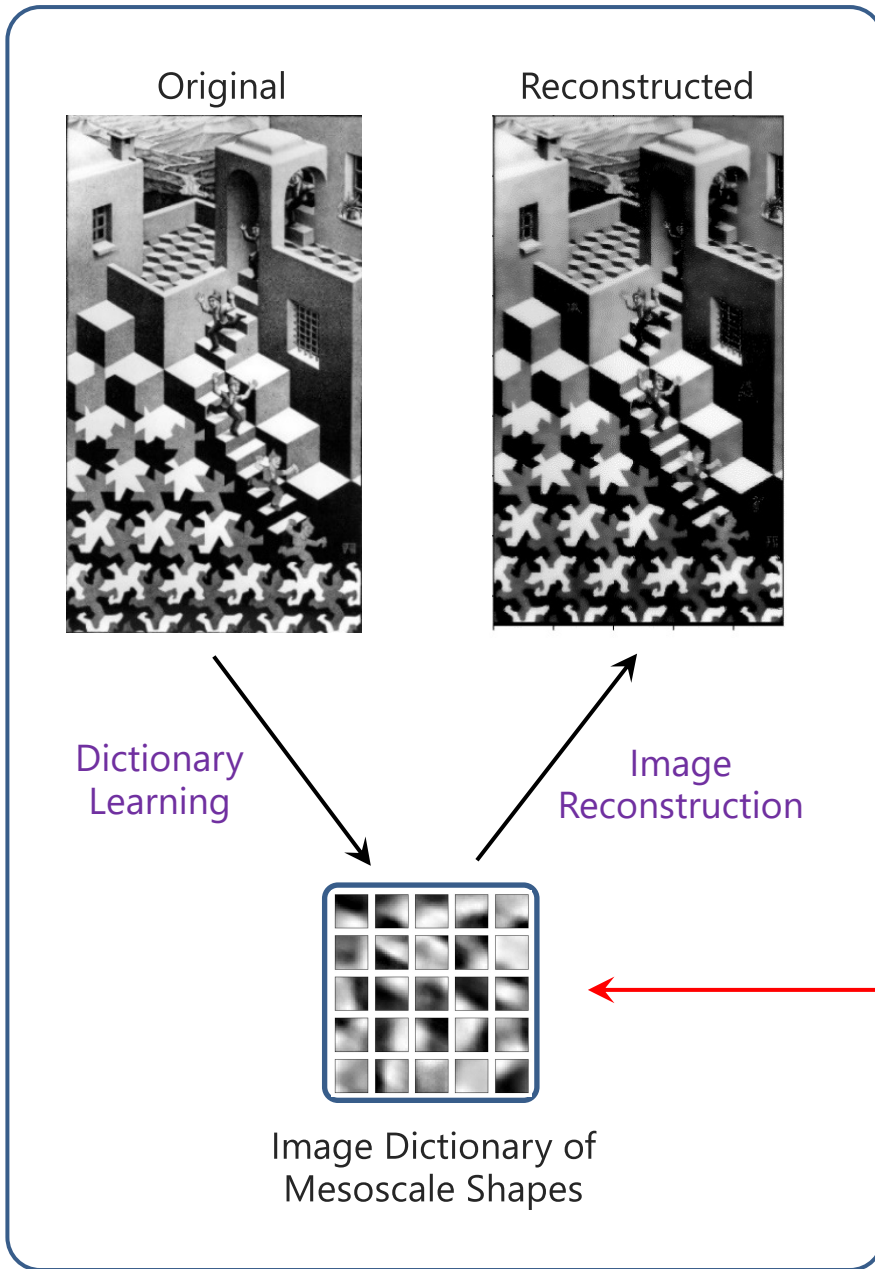 Original
Reconstructed
Dictionary
Learning
Image
Reconstruction
Image Dictionary of
Mesoscale Shapes